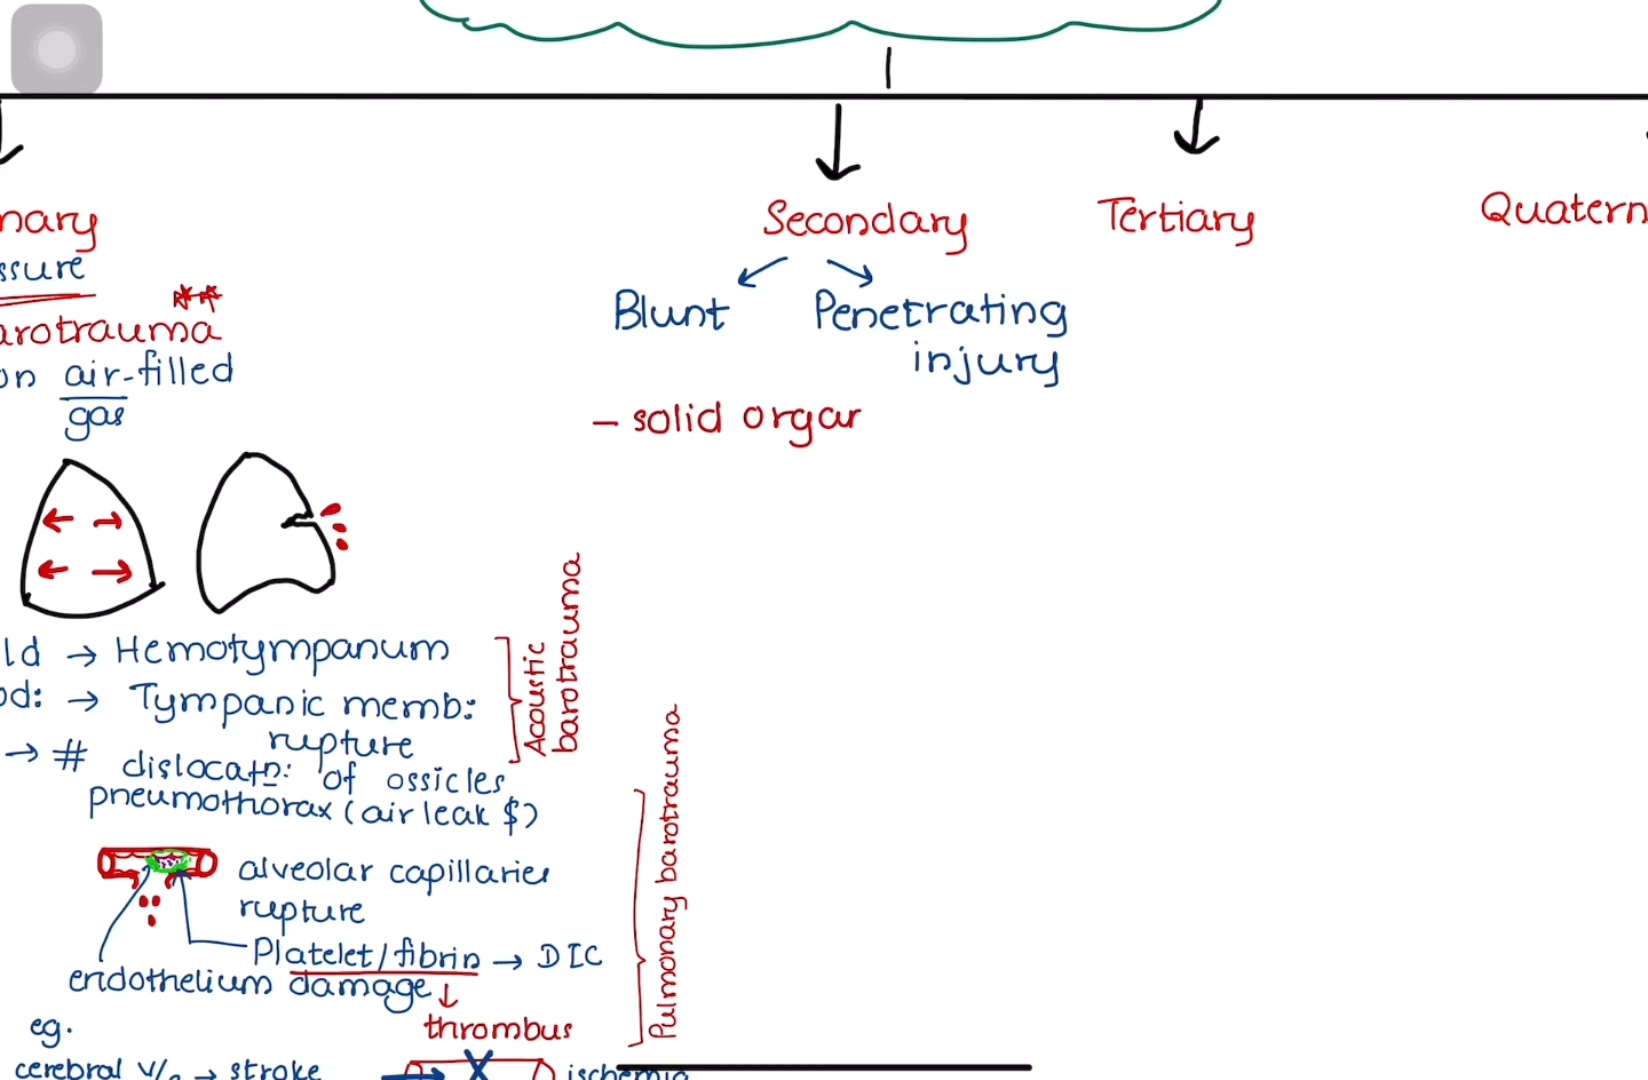 nary
Secondary
Tertiary
Quatern
ssure
Blunt
Penetrating
injury
arotrauma
on air-filled
gas
- solid orgar
ld → Hemotympanum
od: → Tympanic memb:
rupture
→ # dislocatn: of ossicles
Acoustic
barotrauma
pneumothorax (air leak $)
alveolar capillaries
rupture
Platelet/fibrin → DIC
endothelium damage ↓
thrombus
Pulmonary barotrauma
eg.
cerebral v/s → stroke
ischemia